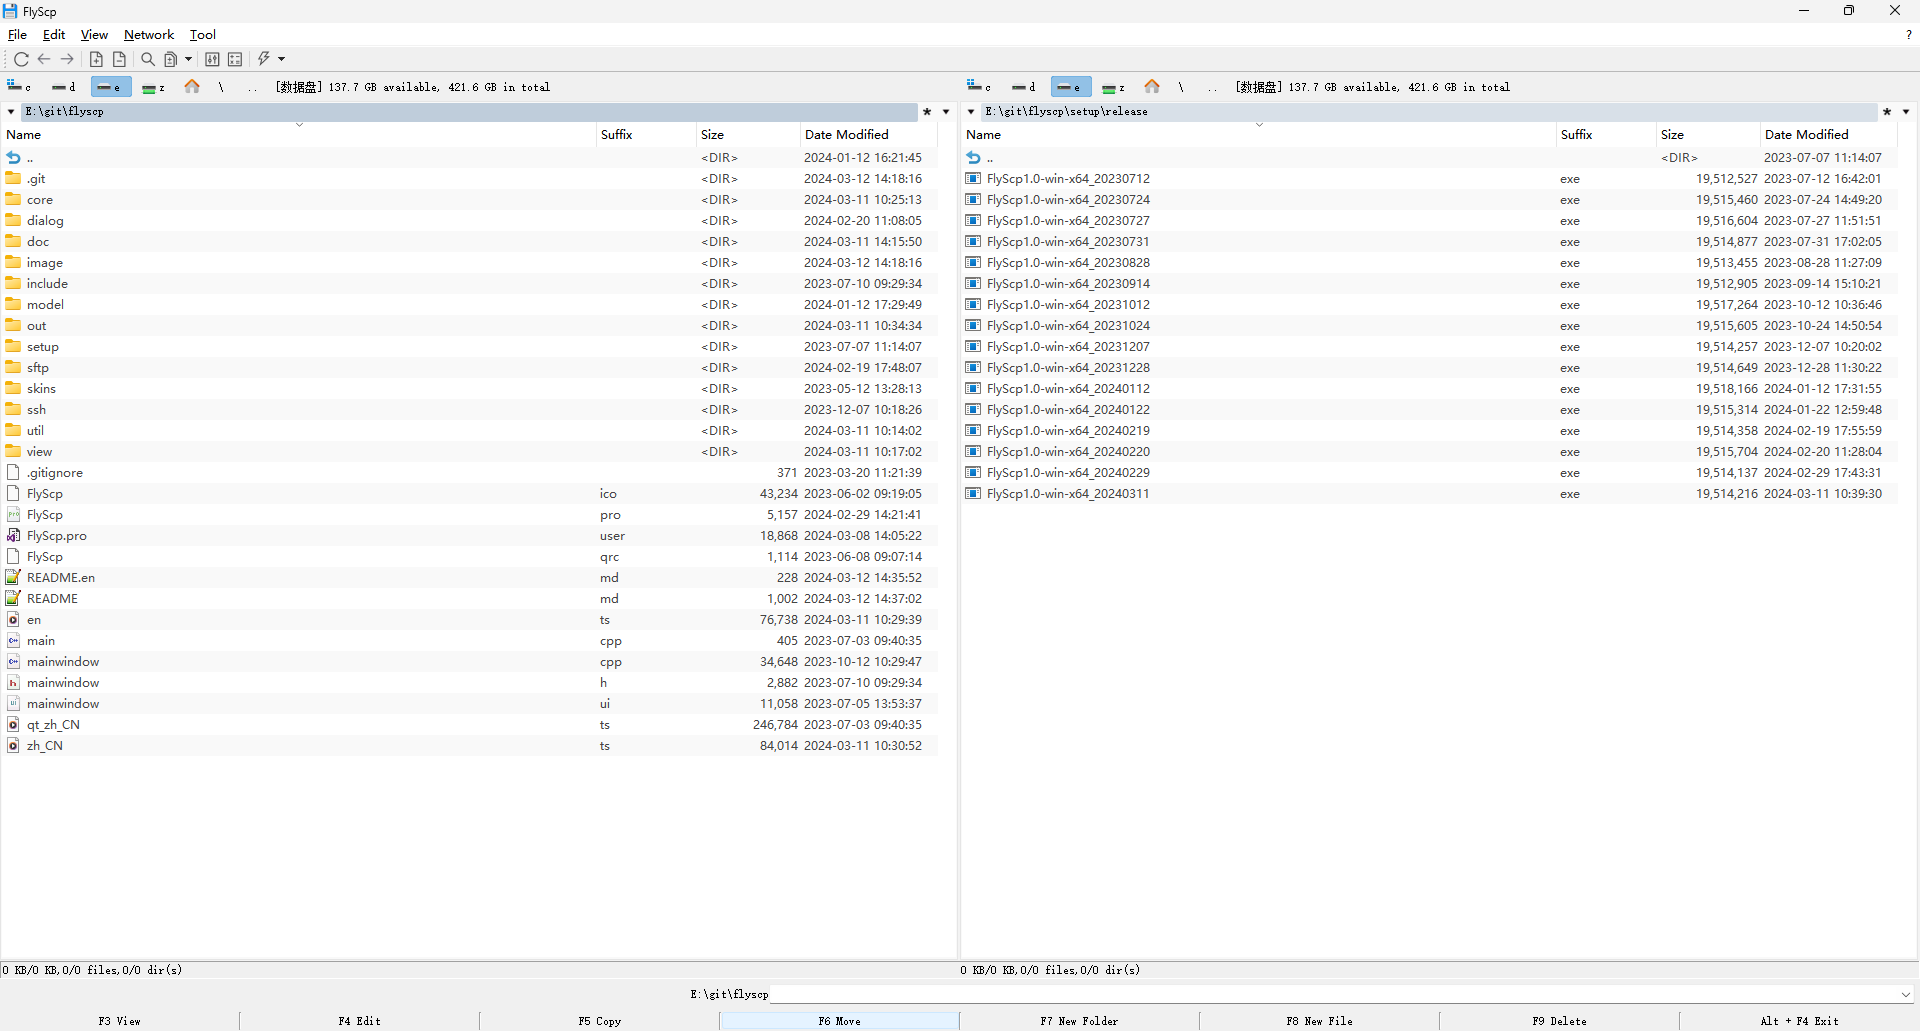 FlyScp
File Edit View Network Tool ?
c d e z \ .. [数据盘] 137.7 GB available, 421.6 GB in total
E:\git\flyscp * 
Name Suffix Size Date Modified
.. <DIR> 2024-01-12 16:21:45
.git <DIR> 2024-03-12 14:18:16
core <DIR> 2024-03-11 10:25:13
dialog <DIR> 2024-02-20 11:08:05
doc <DIR> 2024-03-11 14:15:50
image <DIR> 2024-03-12 14:18:16
include <DIR> 2023-07-10 09:29:34
model <DIR> 2024-01-12 17:29:49
out <DIR> 2024-03-11 10:34:34
setup <DIR> 2023-07-07 11:14:07
sftp <DIR> 2024-02-19 17:48:07
skins <DIR> 2023-05-12 13:28:13
ssh <DIR> 2023-12-07 10:18:26
util <DIR> 2024-03-11 10:14:02
view <DIR> 2024-03-11 10:17:02
.gitignore 371 2023-03-20 11:21:39
FlyScp ico 43,234 2023-06-02 09:19:05
FlyScp pro 5,157 2024-02-29 14:21:41
FlyScp.pro user 18,868 2024-03-08 14:05:22
FlyScp qrc 1,114 2023-06-08 09:07:14
README.en md 228 2024-03-12 14:35:52
README md 1,002 2024-03-12 14:37:02
en ts 76,738 2024-03-11 10:29:39
main cpp 405 2023-07-03 09:40:35
mainwindow cpp 34,648 2023-10-12 10:29:47
mainwindow h 2,882 2023-07-10 09:29:34
mainwindow ui 11,058 2023-07-05 13:53:37
qt_zh_CN ts 246,784 2023-07-03 09:40:35
zh_CN ts 84,014 2024-03-11 10:30:52
0 KB/0 KB,0/0 files,0/0 dir(s)
c d e z \ .. [数据盘] 137.7 GB available, 421.6 GB in total
E:\git\flyscp\setup\release *
Name Suffix Size Date Modified
.. <DIR> 2023-07-07 11:14:07
FlyScp1.0-win-x64_20230712 exe 19,512,527 2023-07-12 16:42:01
FlyScp1.0-win-x64_20230724 exe 19,515,460 2023-07-24 14:49:20
FlyScp1.0-win-x64_20230727 exe 19,516,604 2023-07-27 11:51:51
FlyScp1.0-win-x64_20230731 exe 19,514,877 2023-07-31 17:02:05
FlyScp1.0-win-x64_20230828 exe 19,513,455 2023-08-28 11:27:09
FlyScp1.0-win-x64_20230914 exe 19,512,905 2023-09-14 15:10:21
FlyScp1.0-win-x64_20231012 exe 19,517,264 2023-10-12 10:36:46
FlyScp1.0-win-x64_20231024 exe 19,515,605 2023-10-24 14:50:54
FlyScp1.0-win-x64_20231207 exe 19,514,257 2023-12-07 10:20:02
FlyScp1.0-win-x64_20231228 exe 19,514,649 2023-12-28 11:30:22
FlyScp1.0-win-x64_20240112 exe 19,518,166 2024-01-12 17:31:55
FlyScp1.0-win-x64_20240122 exe 19,515,314 2024-01-22 12:59:48
FlyScp1.0-win-x64_20240219 exe 19,514,358 2024-02-19 17:55:59
FlyScp1.0-win-x64_20240220 exe 19,515,704 2024-02-20 11:28:04
FlyScp1.0-win-x64_20240229 exe 19,514,137 2024-02-29 17:43:31
FlyScp1.0-win-x64_20240311 exe 19,514,216 2024-03-11 10:39:30
0 KB/0 KB,0/0 files,0/0 dir(s)
E:\git\flyscp
F3 View F4 Edit F5 Copy F6 Move F7 New Folder F8 New File F9 Delete Alt + F4 Exit